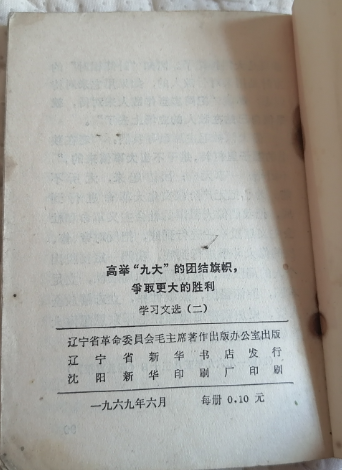 高举“九大”的团结旗帜，
争取更大的胜利
学习文选（二）
辽宁省革命委员会毛主席著作出版办公室出版
辽宁省新华书店发行
沈阳新华印刷厂印刷
一九六九年六月 每册 0.10 元